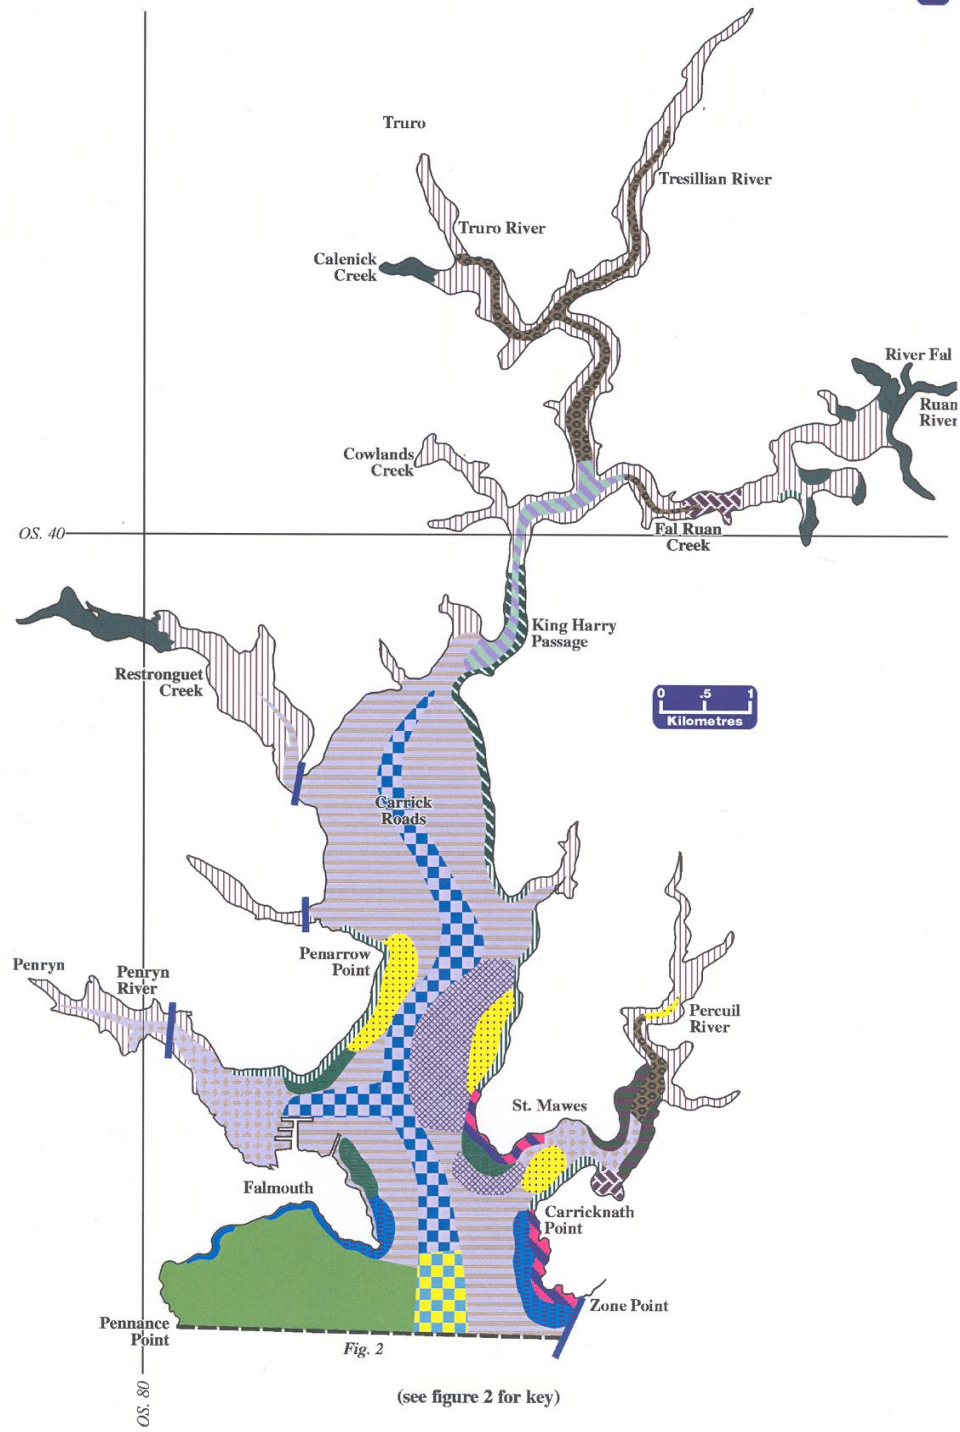 Truro
Tresillian River
Truro River
Calenick
Creek
River Fal
Ruan
River
Cowlands
Creek
OS. 40
Fal Ruan
Creek
King Harry
Passage
Restronguet
Creek
0 .5 1
Kilometres
Carrick
Roads
Penarrow
Point
Penryn
Penryn
River
Percuil
River
St. Mawes
Falmouth
Carricknath
Point
Zone Point
Pennance
Point
Fig. 2
OS. 80
(see figure 2 for key)